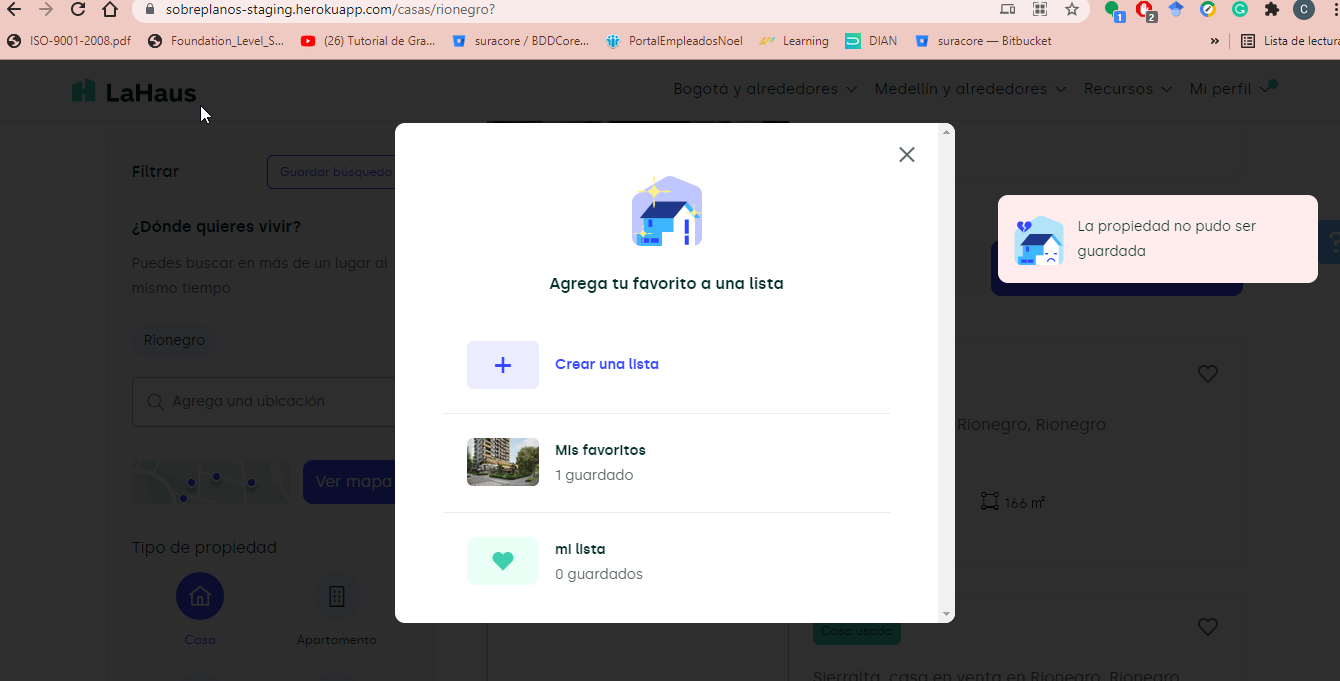 sobreplanos-staging.herokuapp.com/casas/rionegro?
1
2
C
ISO-9001-2008.pdf
Foundation_Level_S...
(26) Tutorial de Gra...
suracore / BDDCore...
PortalEmpleadosNoel
Learning
DIAN
suracore — Bitbucket
»
Lista de lectura
LaHaus
Bogotá y alrededores
Medellín y alrededores
Recursos
Mi perfil
Filtrar
Guardar búsqueda
¿Dónde quieres vivir?
Puedes buscar en más de un lugar al
mismo tiempo
Rionegro
Agrega una ubicación
Ver mapa
Tipo de propiedad
Casa
Apartamento
Agrega tu favorito a una lista
Crear una lista
Mis favoritos
1 guardado
mi lista
0 guardados
La propiedad no pudo ser
guardada
?
Rionegro, Rionegro
166 m²
Casa usada
Sierralta, casa en venta en Rionegro, Rionegro